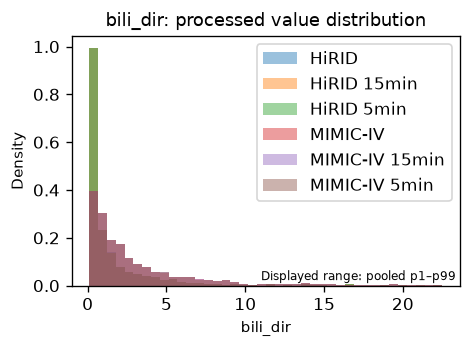 bili_dir: processed value distribution
1.0
0.8
0.6
0.4
0.2
0.0
Density
HiRID
HiRID 15min
HiRID 5min
MIMIC-IV
MIMIC-IV 15min
MIMIC-IV 5min
Displayed range: pooled p1–p99
0 5 10 15 20
bili_dir